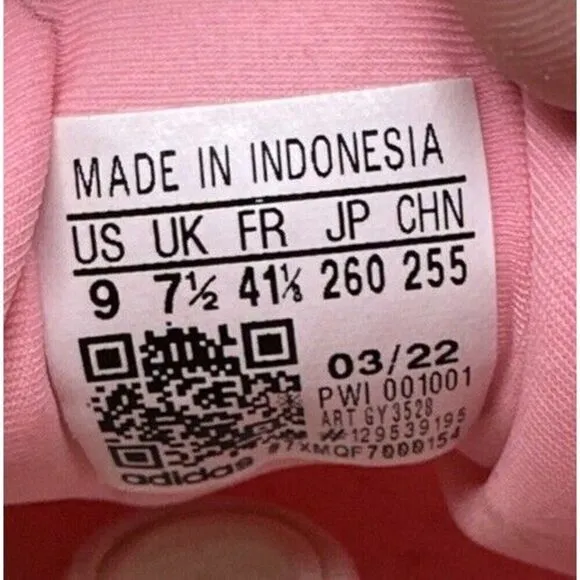 MADE IN INDONESIA
US UK FR JP CHN
9 7½ 41⅓ 260 255
03/22
PWI 001001
ART GY3528
# 129539195
#7XMQF7000154
adidas